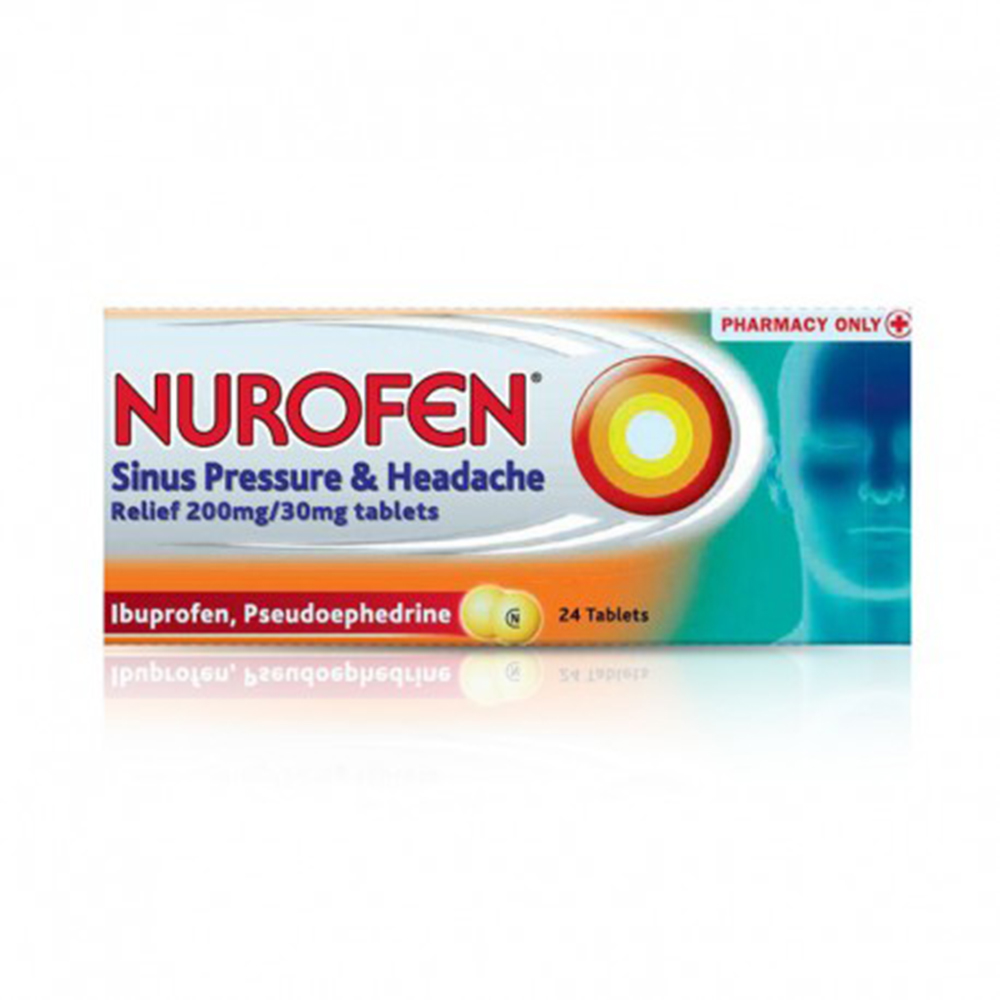 PHARMACY ONLY
NUROFEN®
Sinus Pressure & Headache
Relief 200mg/30mg tablets
Ibuprofen, Pseudoephedrine
N
24 Tablets